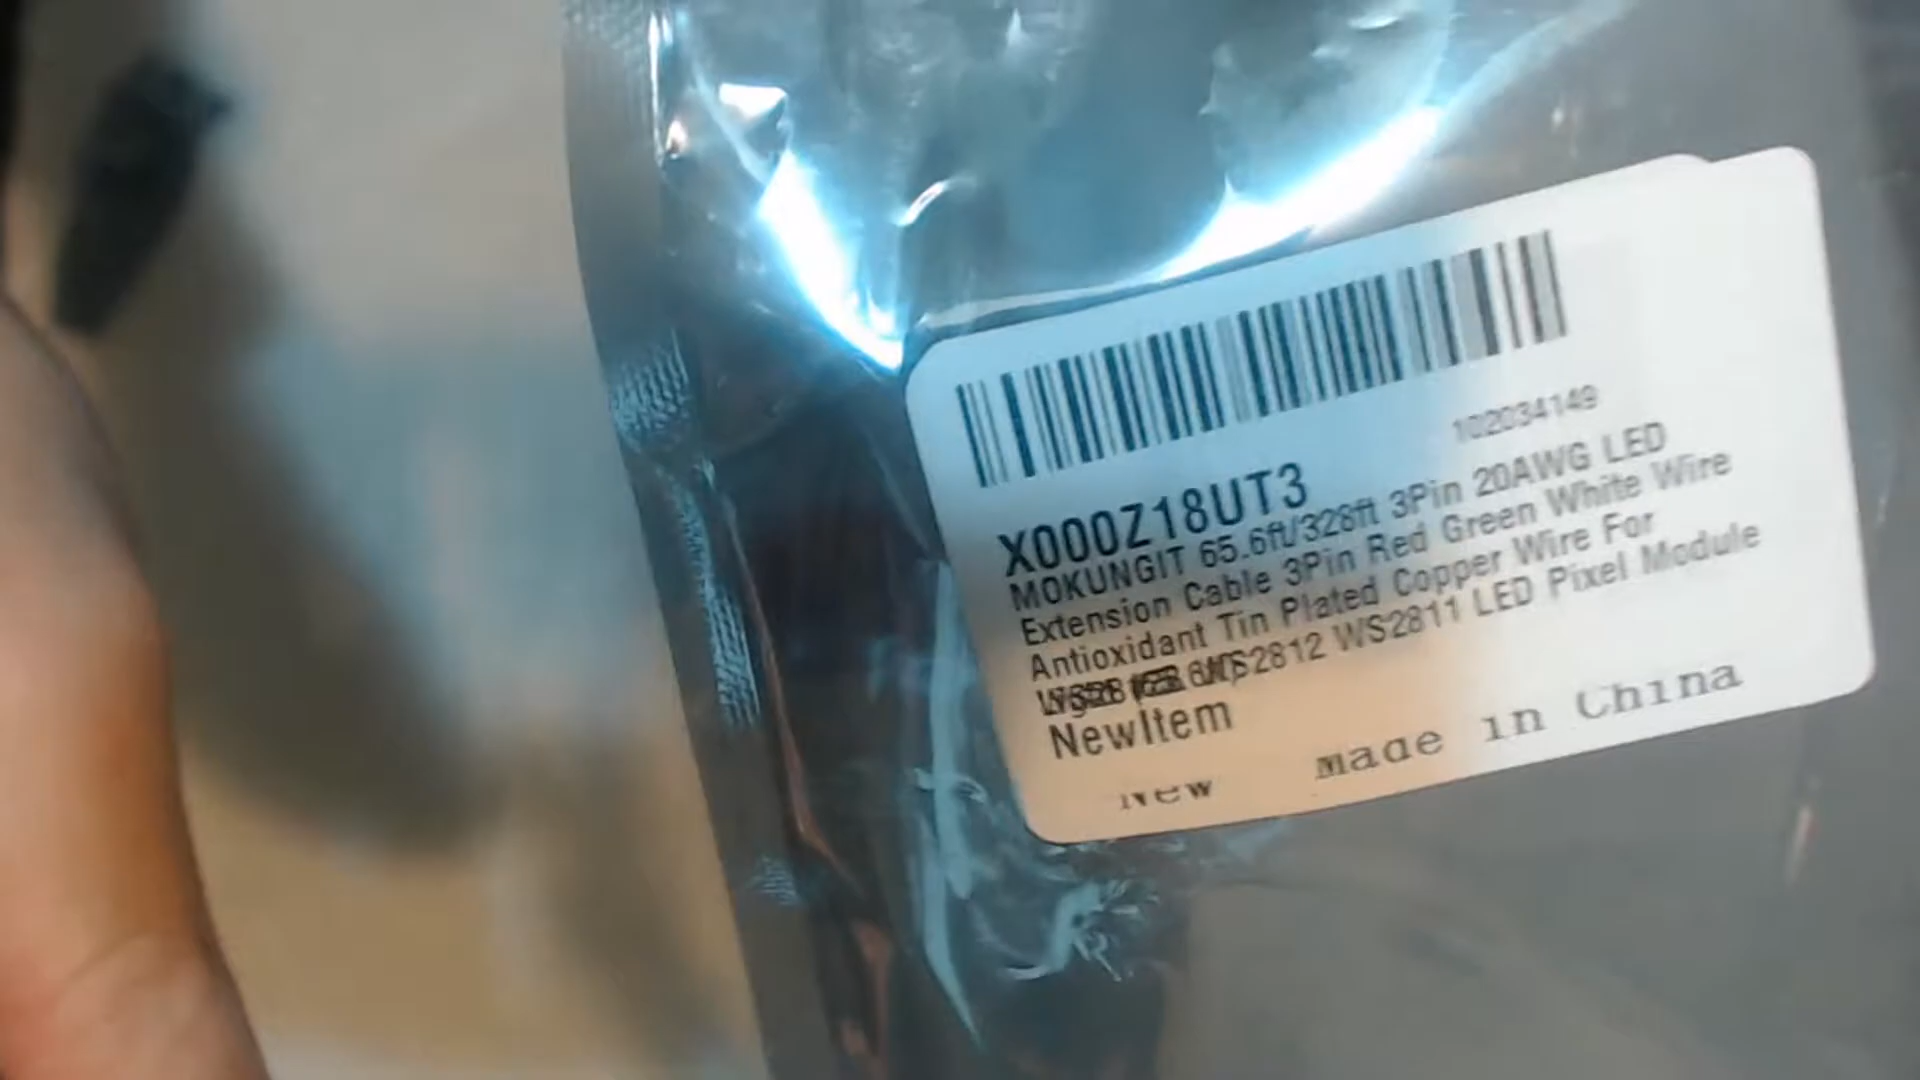 102034149
X000Z18UT3
MOKUNGIT 65.6ft/328ft 3Pin 20AWG LED
Extension Cable 3Pin Red Green White Wire
Antioxidant Tin Plated Copper Wire For
WS2812 WS2811 LED Pixel Module
NewItem
New made in China